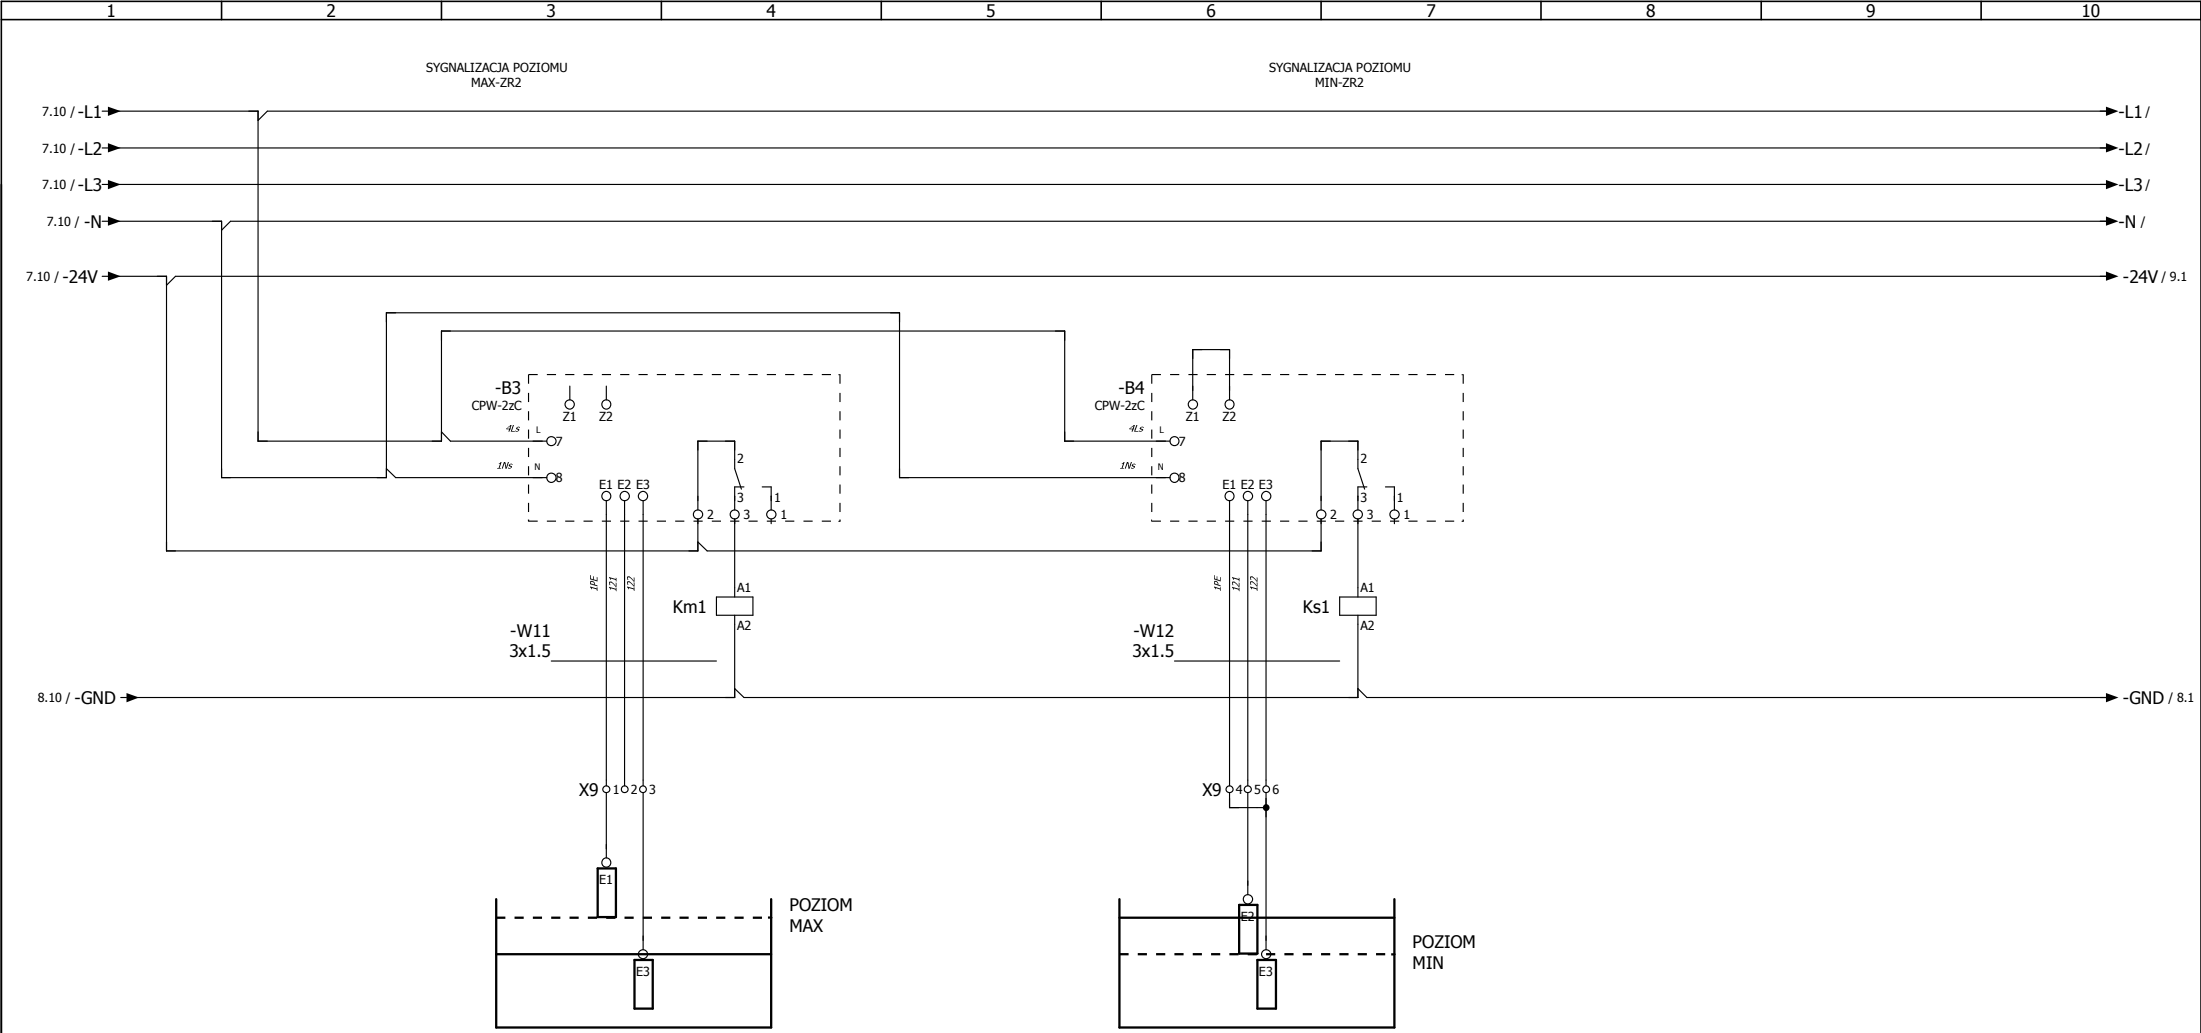 1 2 3 4 5 6 7 8 9 10
SYGNALIZACJA POZIOMU
MAX-ZR2
SYGNALIZACJA POZIOMU
MIN-ZR2
7.10 / -L1
-L1 /
7.10 / -L2
-L2 /
7.10 / -L3
-L3 /
7.10 / -N
-N /
7.10 / -24V
-24V / 9.1
-B3
CPW-2zC
Z1 Z2
4Ls L 7
1Ns N 8
E1 E2 E3
2
3 1
2 3 1
-B4
CPW-2zC
Z1 Z2
4Ls L 7
1Ns N 8
E1 E2 E3
2
3 1
2 3 1
1PE 121 122
A1
Km1
A2
-W11
3x1.5
1PE 121 122
A1
Ks1
A2
-W12
3x1.5
8.10 / -GND
-GND / 8.1
X9 1 2 3
X9 4 5 6
E1
E3
POZIOM
MAX
E2
E3
POZIOM
MIN